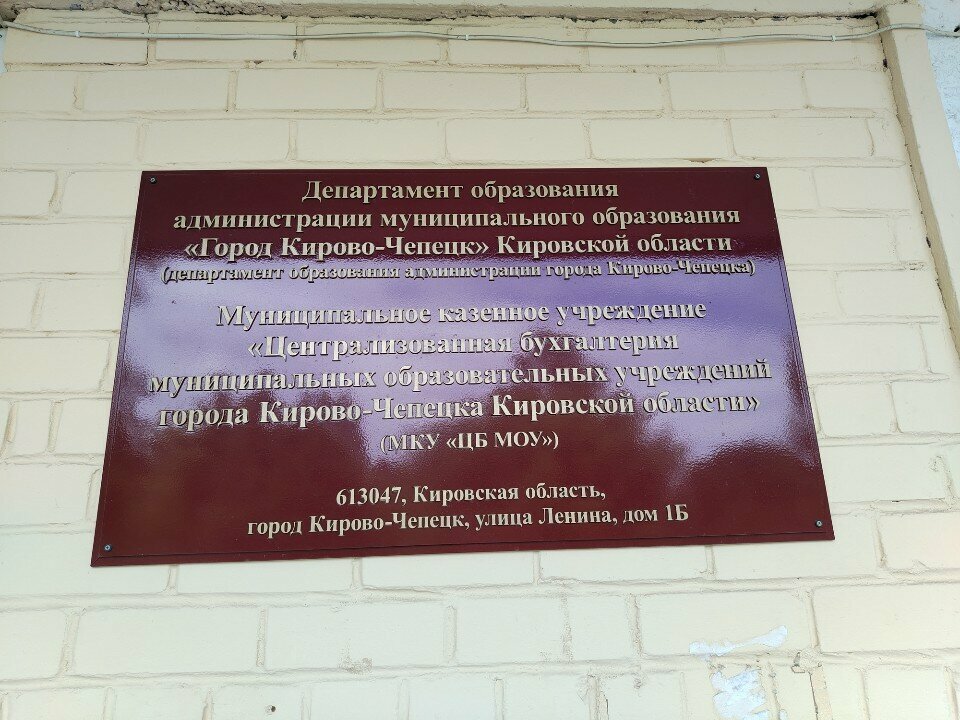 Департамент образования
администрации муниципального образования
«Город Кирово-Чепецк» Кировской области
(департамент образования администрации города Кирово-Чепецка)
Муниципальное казенное учреждение
«Централизованная бухгалтерия
муниципальных образовательных учреждений
города Кирово-Чепецка Кировской области»
(МКУ «ЦБ МОУ»)
613047, Кировская область,
город Кирово-Чепецк, улица Ленина, дом 1Б